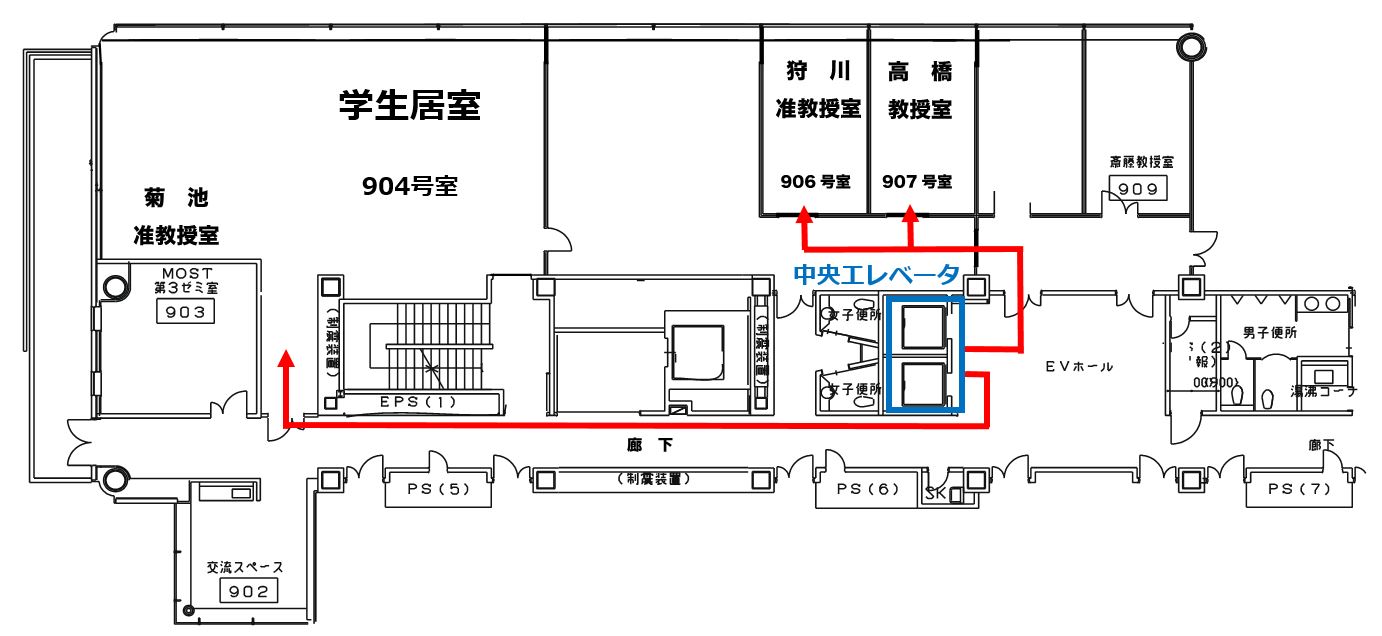 学生居室
904号室
菊 池
准教授室
狩 川
准教授室
906 号室
高 橋
教授室
907 号室
斎藤教授室
909
MOST
第3ゼミ室
903
中央エレベータ
(制震装置)
EPS(1)
(制震装置)
女子便所
女子便所
EVホール
男子便所
湯沸コーナ
廊 下
廊下
PS(5)
(制震装置)
PS(6)
SK
PS(7)
交流スペース
902